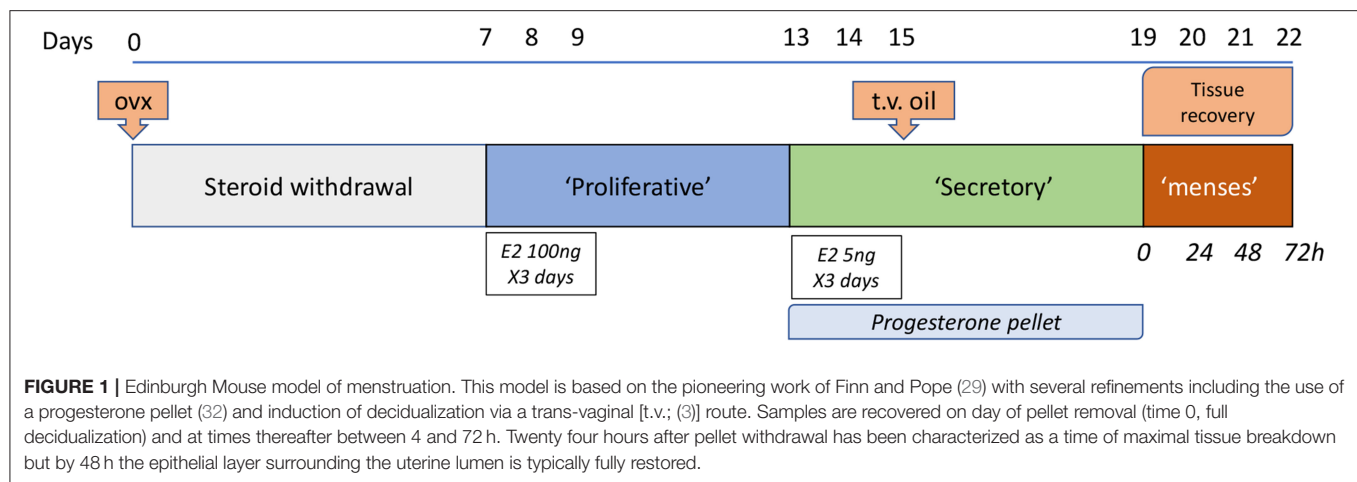 Days 0 7 8 9 13 14 15 19 20 21 22
ovx
t.v. oil
Tissue
recovery
Steroid withdrawal
'Proliferative'
'Secretory'
'menses'
E2 100ng
X3 days
E2 5ng
X3 days
0 24 48 72h
Progesterone pellet
FIGURE 1 | Edinburgh Mouse model of menstruation. This model is based on the pioneering work of Finn and Pope (29) with several refinements including the use of
a progesterone pellet (32) and induction of decidualization via a trans-vaginal [t.v.; (3)] route. Samples are recovered on day of pellet removal (time 0, full
decidualization) and at times thereafter between 4 and 72 h. Twenty four hours after pellet withdrawal has been characterized as a time of maximal tissue breakdown
but by 48 h the epithelial layer surrounding the uterine lumen is typically fully restored.